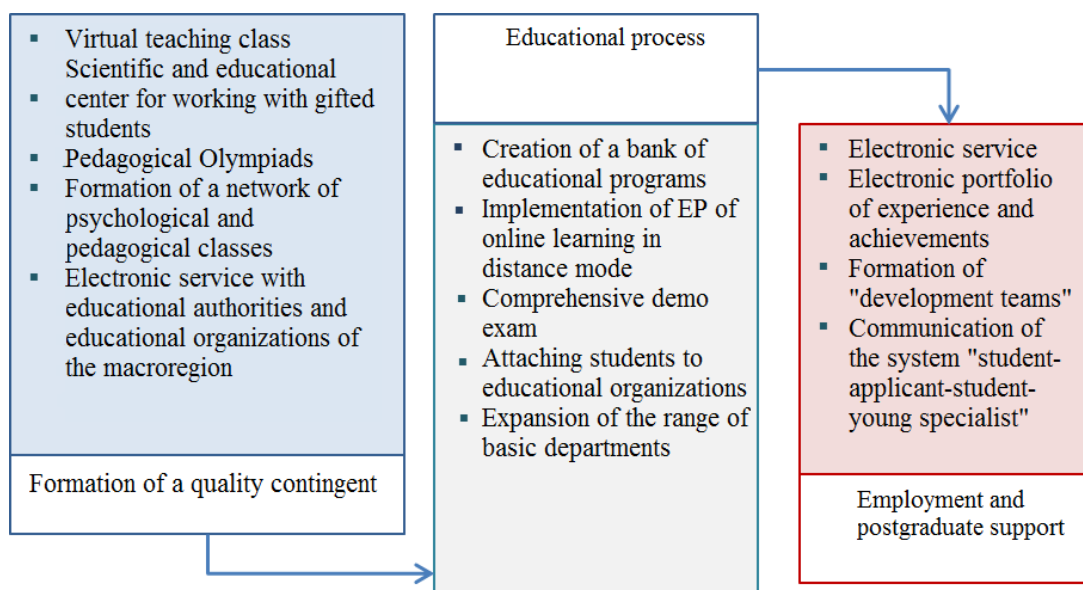 ▪ Virtual teaching class
Scientific and educational
▪ center for working with gifted
students
▪ Pedagogical Olympiads
▪ Formation of a network of
psychological and
pedagogical classes
▪ Electronic service with
educational authorities and
educational organizations of
the macroregion
Formation of a quality contingent
Educational process
▪ Creation of a bank of
educational programs
▪ Implementation of EP of
online learning in
distance mode
▪ Comprehensive demo
exam
▪ Attaching students to
educational organizations
▪ Expansion of the range of
basic departments
▪ Electronic service
▪ Electronic portfolio
of experience and
achievements
▪ Formation of
"development teams"
▪ Communication of
the system "student-
applicant-student-
young specialist"
Employment and
postgraduate support